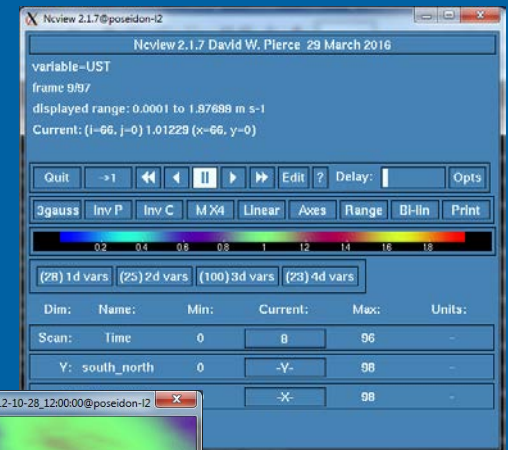 Ncview 2.1.7@poseidon-l2
Ncview 2.1.7 David W. Pierce 29 March 2016
variable=UST
frame 9/97
displayed range: 0.0001 to 1.97699 m s-1
Current: (i=66, j=0) 1.01229 (x=66, y=0)
Quit ->1 Edit ? Delay: Opts
3gauss Inv P Inv C M X4 Linear Axes Range Bl-lin Print
0.2 0.4 0.6 0.8 1 1.2 1.4 1.6 1.8
(28) 1d vars (25) 2d vars (100) 3d vars (23) 4d vars
Dim: Name: Min: Current: Max: Units:
Scan: Time 0 8 96 -
Y: south_north 0 -Y- 98 -
-X- 98 -
12-10-28_12:00:00@poseidon-l2